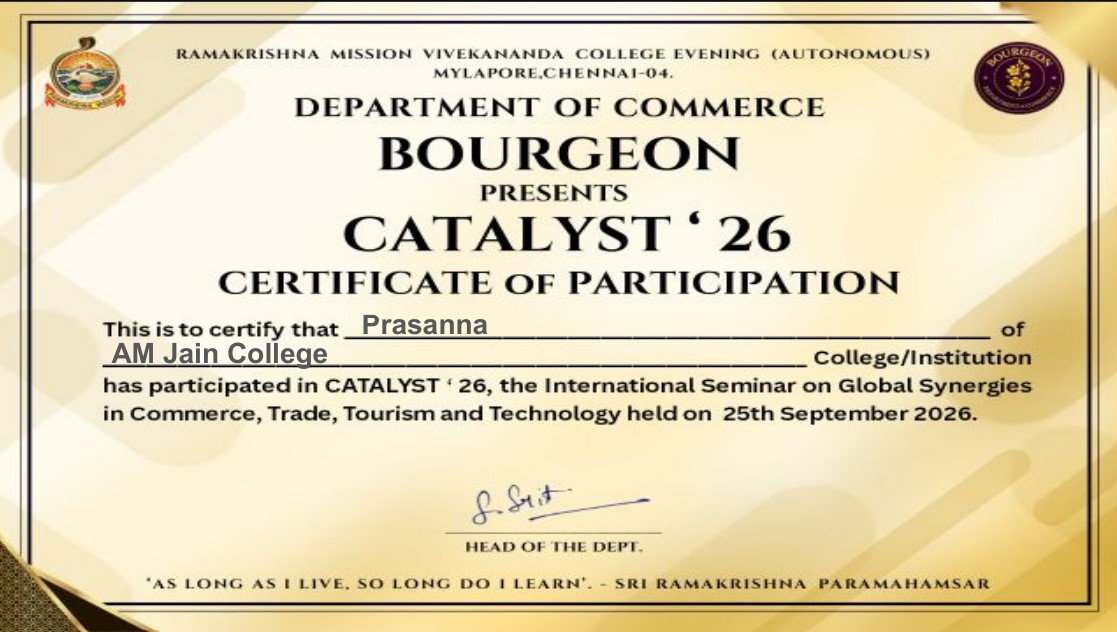 RAMAKRISHNA MISSION VIVEKANANDA COLLEGE EVENING (AUTONOMOUS)
MYLAPORE,CHENNAI-04.
BOURGEON
DEPARTMENT OF COMMERCE
BOURGEON
PRESENTS
CATALYST ‘ 26
CERTIFICATE OF PARTICIPATION
This is to certify that Prasanna of
AM Jain College College/Institution
has participated in CATALYST ‘ 26, the International Seminar on Global Synergies
in Commerce, Trade, Tourism and Technology held on 25th September 2026.
HEAD OF THE DEPT.
‘AS LONG AS I LIVE, SO LONG DO I LEARN’. - SRI RAMAKRISHNA PARAMAHAMSAR